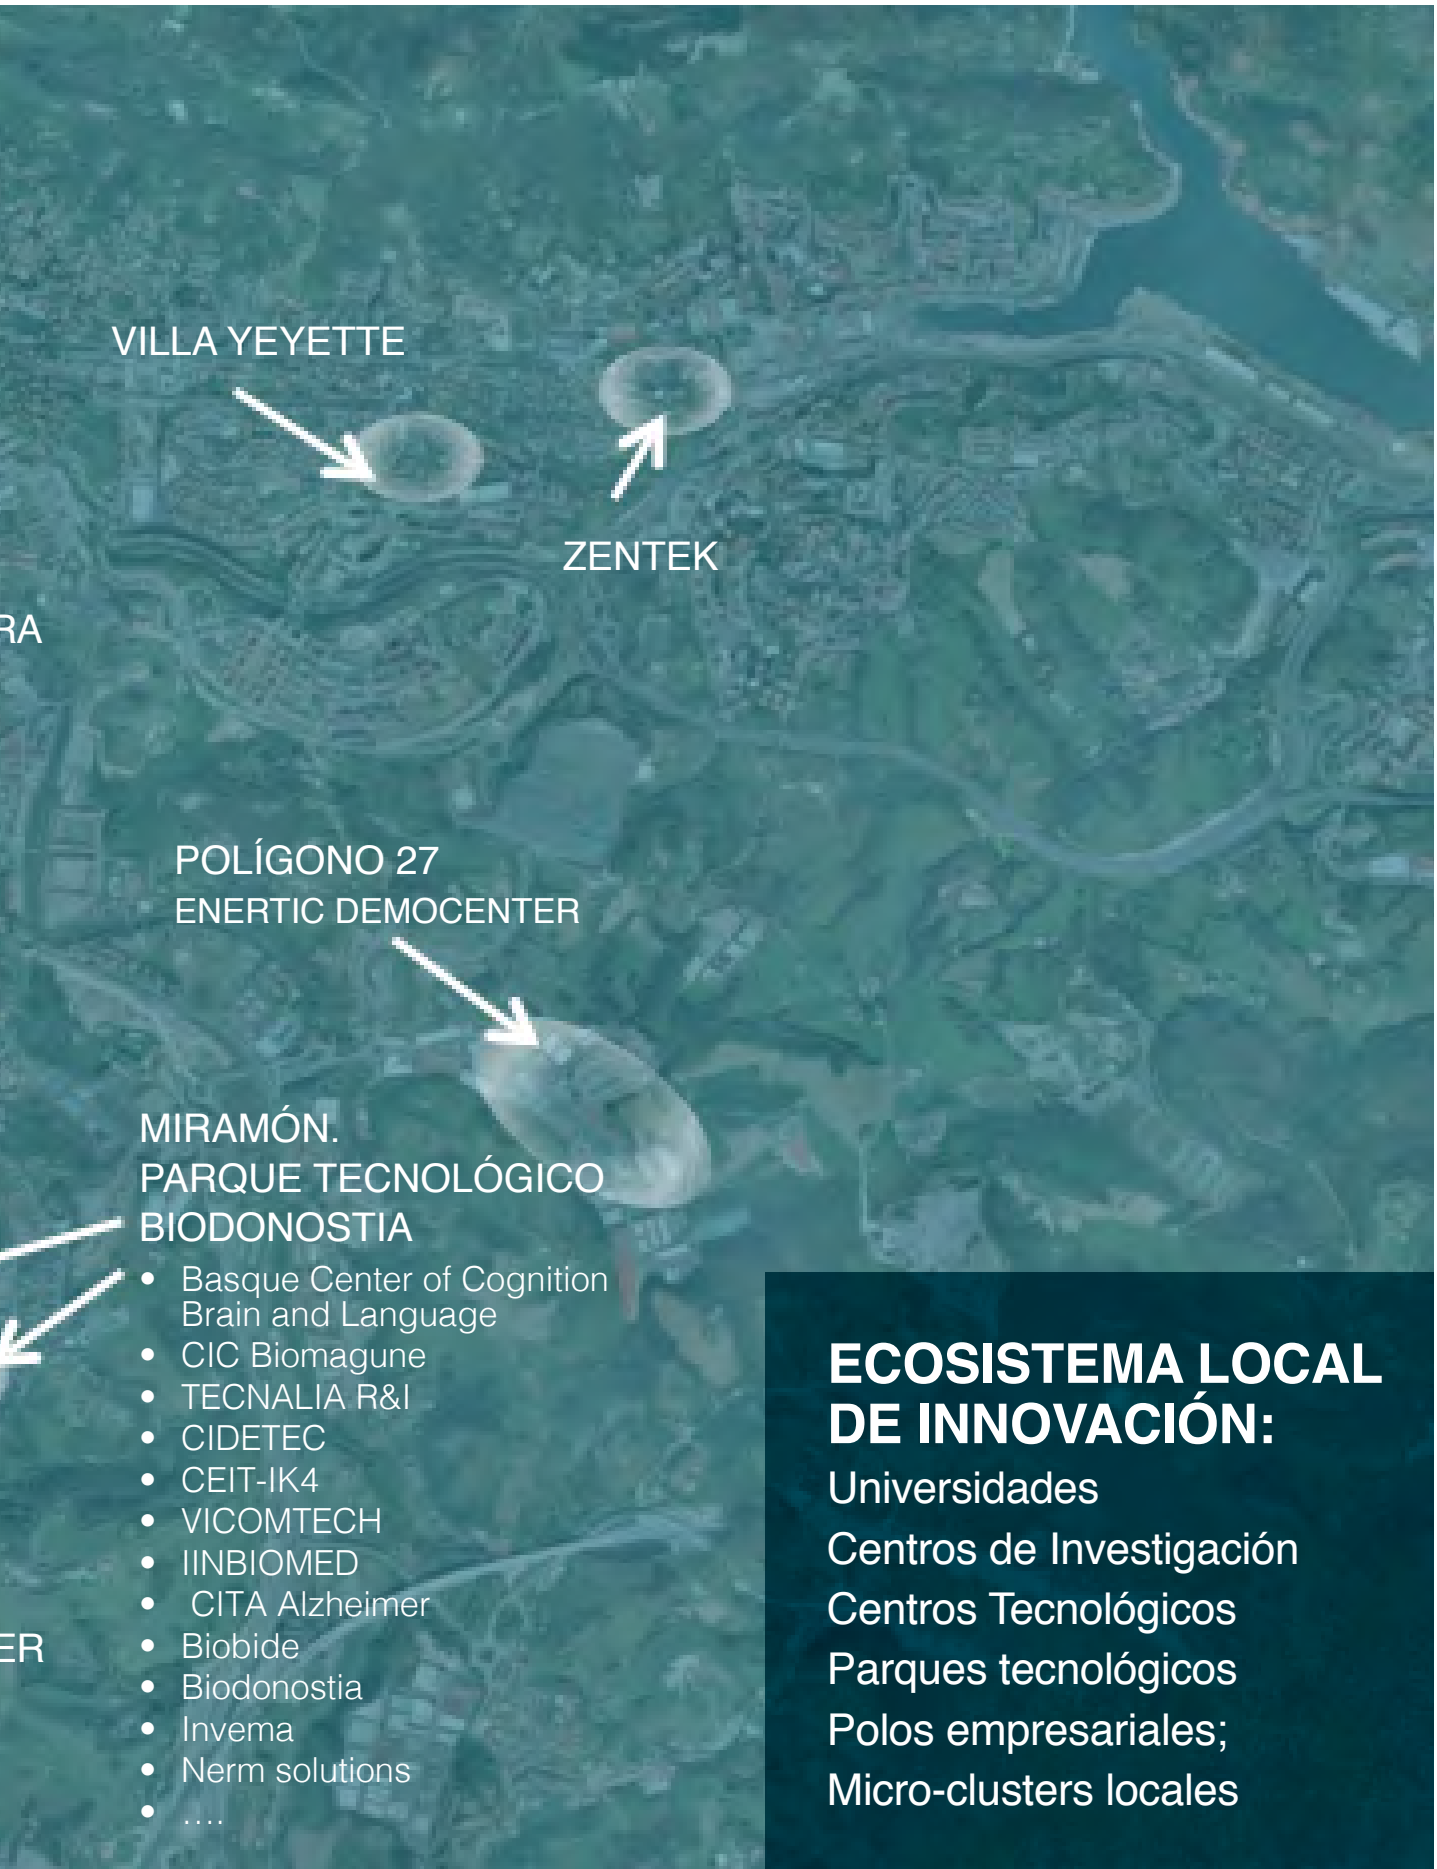 VILLA YEYETTE
ZENTEK
RA
POLÍGONO 27
ENERTIC DEMOCENTER
MIRAMÓN.
PARQUE TECNOLÓGICO
BIODONOSTIA
• Basque Center of Cognition
Brain and Language
• CIC Biomagune
• TECNALIA R&I
• CIDETEC
• CEIT-IK4
• VICOMTECH
• IINBIOMED
• CITA Alzheimer
• Biobide
• Biodonostia
• Invema
• Nerm solutions
• ....
ER
ECOSISTEMA LOCAL
DE INNOVACIÓN:
Universidades
Centros de Investigación
Centros Tecnológicos
Parques tecnológicos
Polos empresariales;
Micro-clusters locales